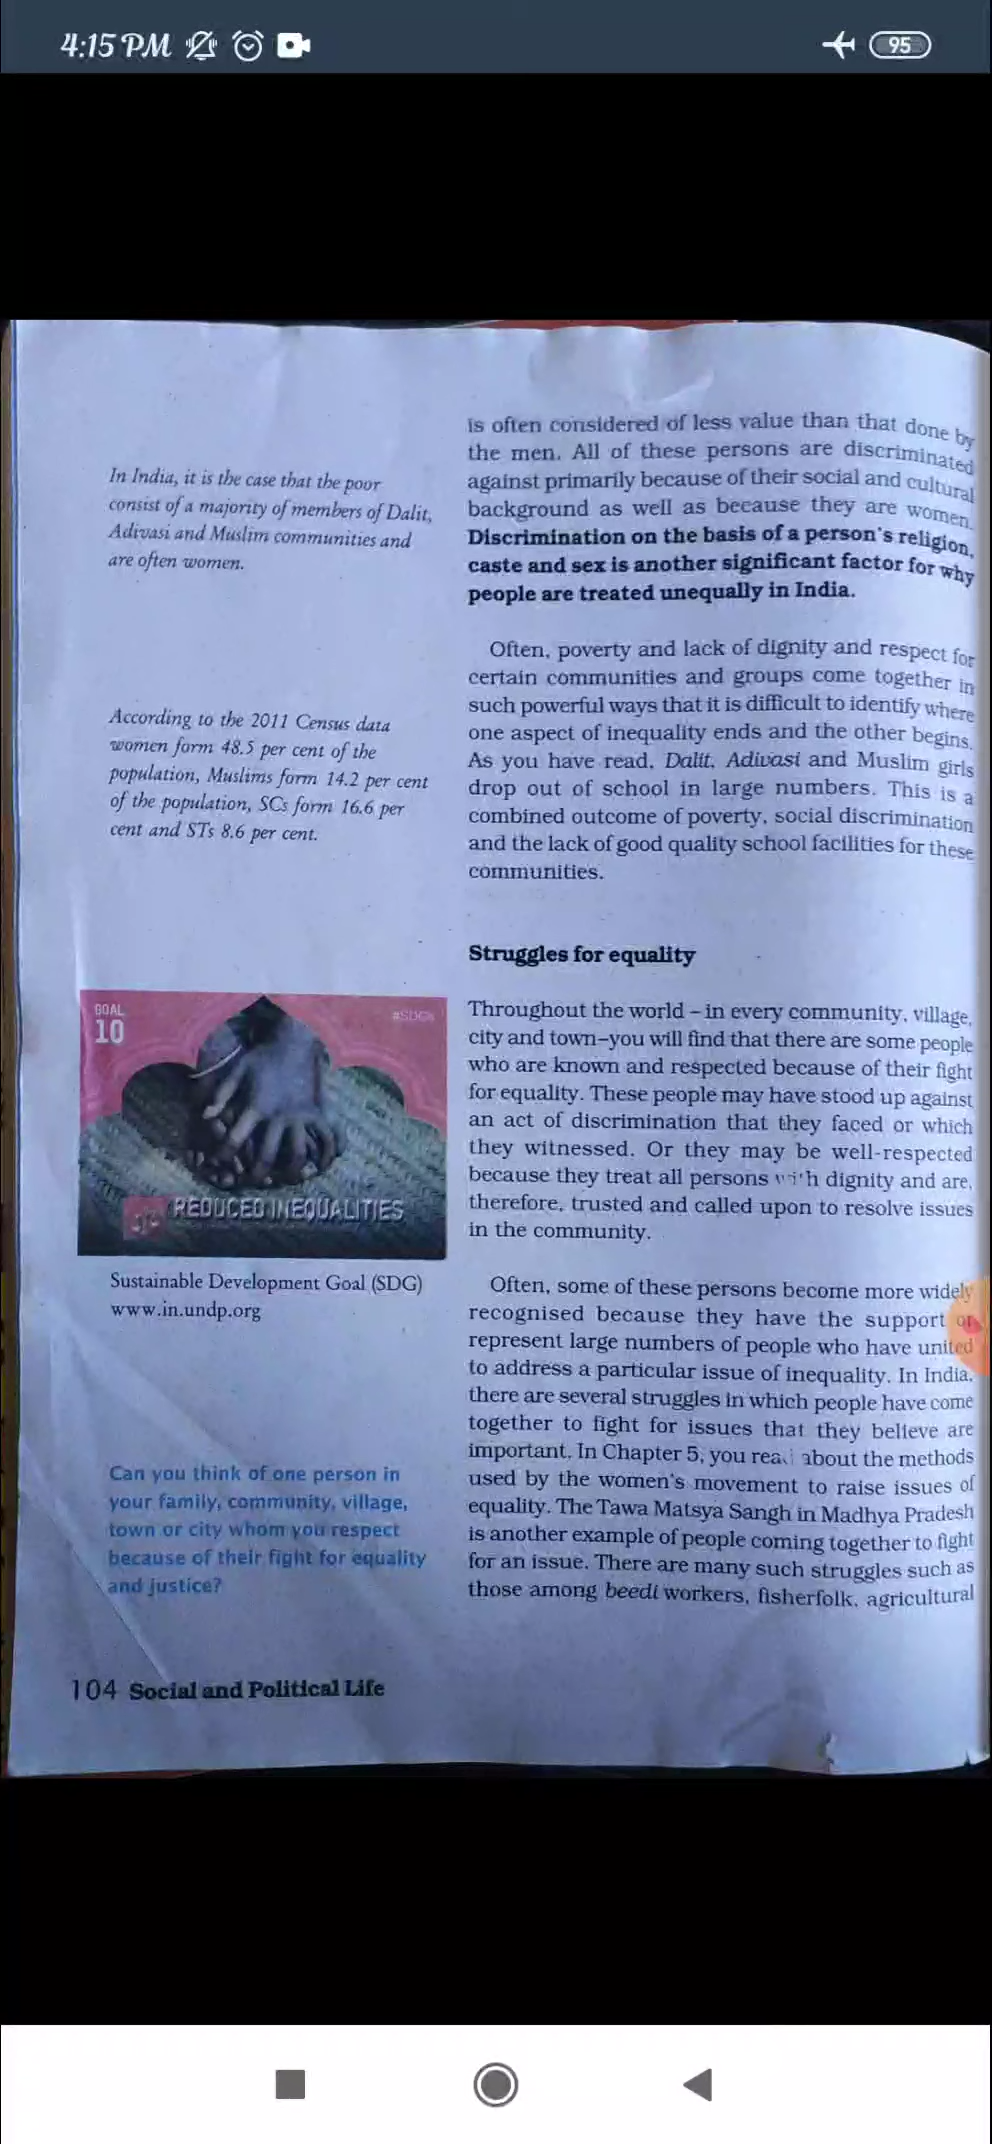 4:15 PM
95
In India, it is the case that the poor
consist of a majority of members of Dalit,
Adivasi and Muslim communities and
are often women.
According to the 2011 Census data
women form 48.5 per cent of the
population, Muslims form 14.2 per cent
of the population, SCs form 16.6 per
cent and STs 8.6 per cent.
GOAL
10
#SDGs
REDUCED INEQUALITIES
Sustainable Development Goal (SDG)
www.in.undp.org
Can you think of one person in
your family, community, village,
town or city whom you respect
because of their fight for equality
and justice?
is often considered of less value than that done by
the men. All of these persons are discriminated
against primarily because of their social and cultural
background as well as because they are women.
Discrimination on the basis of a person's religion,
caste and sex is another significant factor for why
people are treated unequally in India.
Often, poverty and lack of dignity and respect for
certain communities and groups come together in
such powerful ways that it is difficult to identify where
one aspect of inequality ends and the other begins.
As you have read, Dalit, Adivasi and Muslim girls
drop out of school in large numbers. This is a
combined outcome of poverty, social discrimination
and the lack of good quality school facilities for these
communities.
Struggles for equality
Throughout the world – in every community, village,
city and town–you will find that there are some people
who are known and respected because of their fight
for equality. These people may have stood up against
an act of discrimination that they faced or which
they witnessed. Or they may be well-respected
because they treat all persons with dignity and are,
therefore, trusted and called upon to resolve issues
in the community.
Often, some of these persons become more widely
recognised because they have the support or
represent large numbers of people who have united
to address a particular issue of inequality. In India,
there are several struggles in which people have come
together to fight for issues that they believe are
important. In Chapter 5, you read about the methods
used by the women's movement to raise issues of
equality. The Tawa Matsya Sangh in Madhya Pradesh
is another example of people coming together to fight
for an issue. There are many such struggles such as
those among beedi workers, fisherfolk, agricultural
104 Social and Political Life